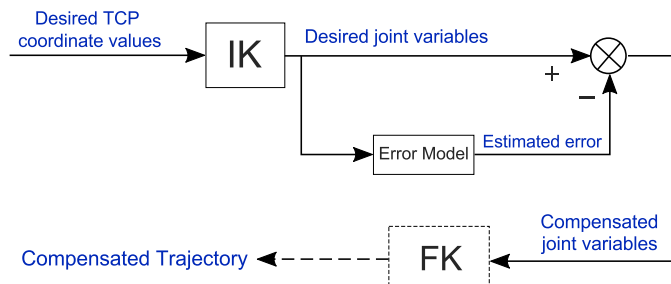 Desired TCP
coordinate values
IK
Desired joint variables
+
−
Error Model
Estimated error
Compensated Trajectory
FK
Compensated
joint variables